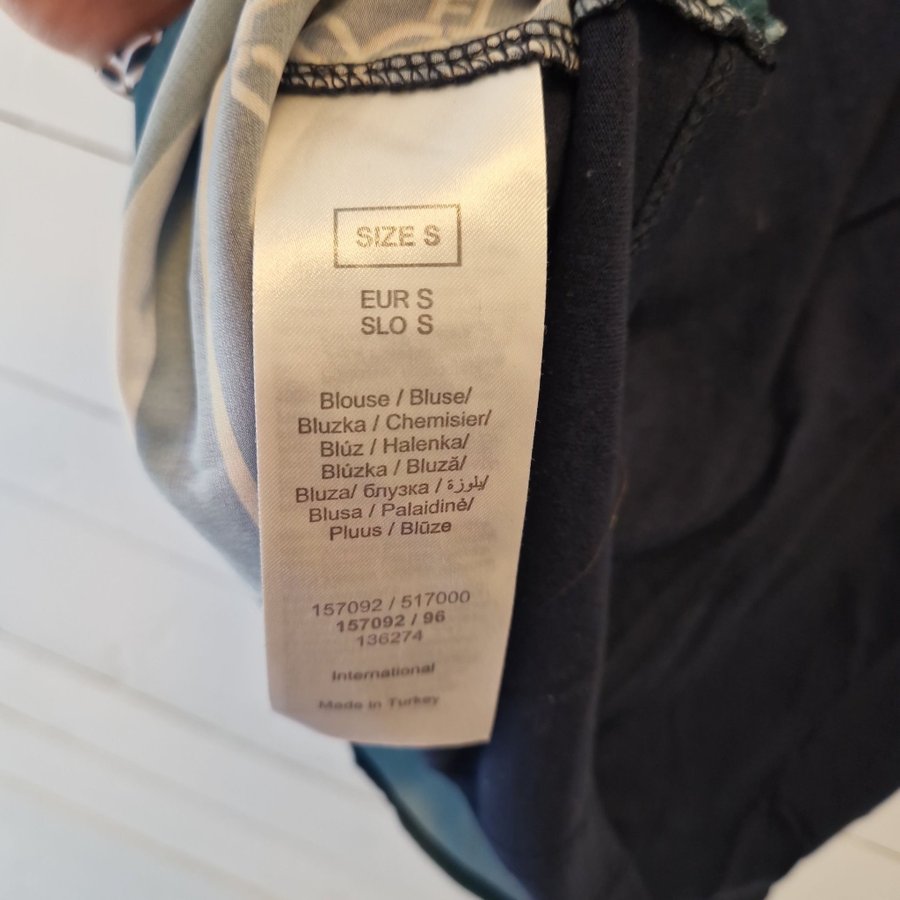 SIZE S
EUR S
SLO S
Blouse / Bluse/
Bluzka / Chemisier/
Blúz / Halenka/
Blúzka / Bluză/
Bluza/ блузка / يلوزة/
Blusa / Palaidinė/
Pluus / Blūze
157092 / 517000
157092 / 96
136274
International
Made in Turkey